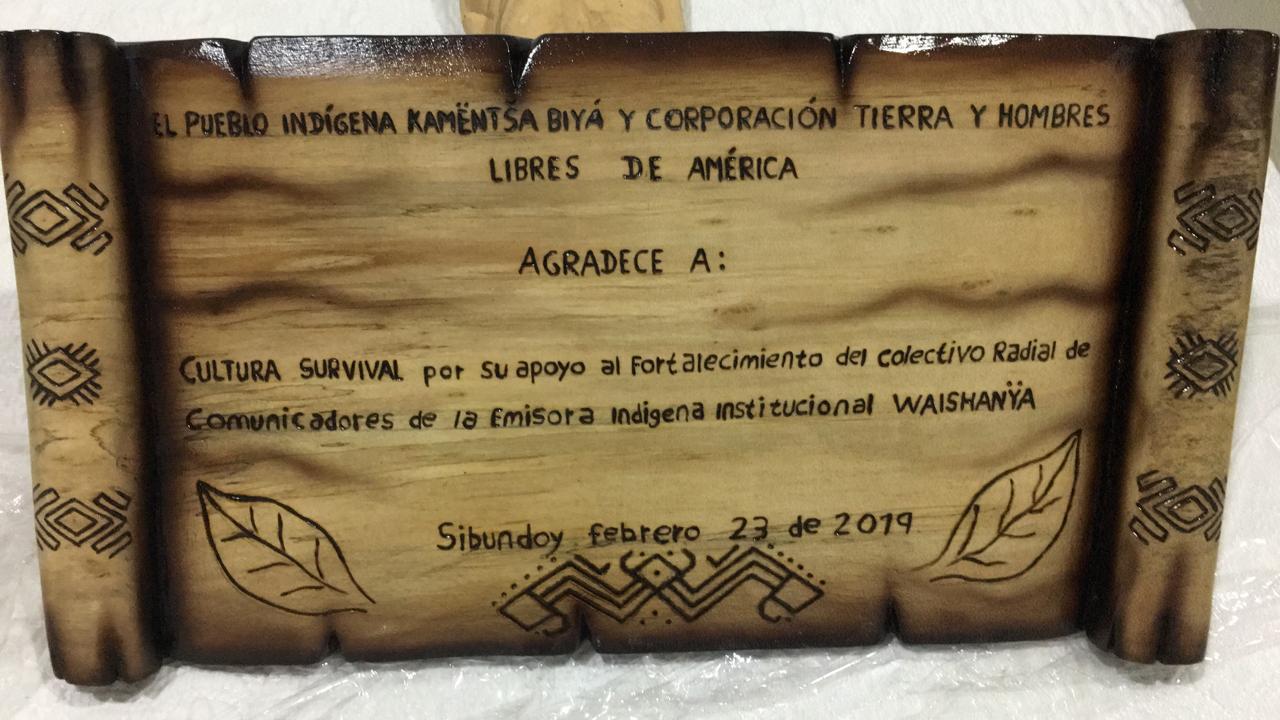 EL PUEBLO INDÍGENA KAMËNTŠA BIYÁ Y CORPORACIÓN TIERRA Y HOMBRES
LIBRES DE AMÉRICA
AGRADECE A:
CULTURA SURVIVAL por su apoyo al Fortalecimiento del colectivo Radial de
Comunicadores de la Emisora Indigena Institucional WAISHANŸA
Sibundoy febrero 23 de 2019